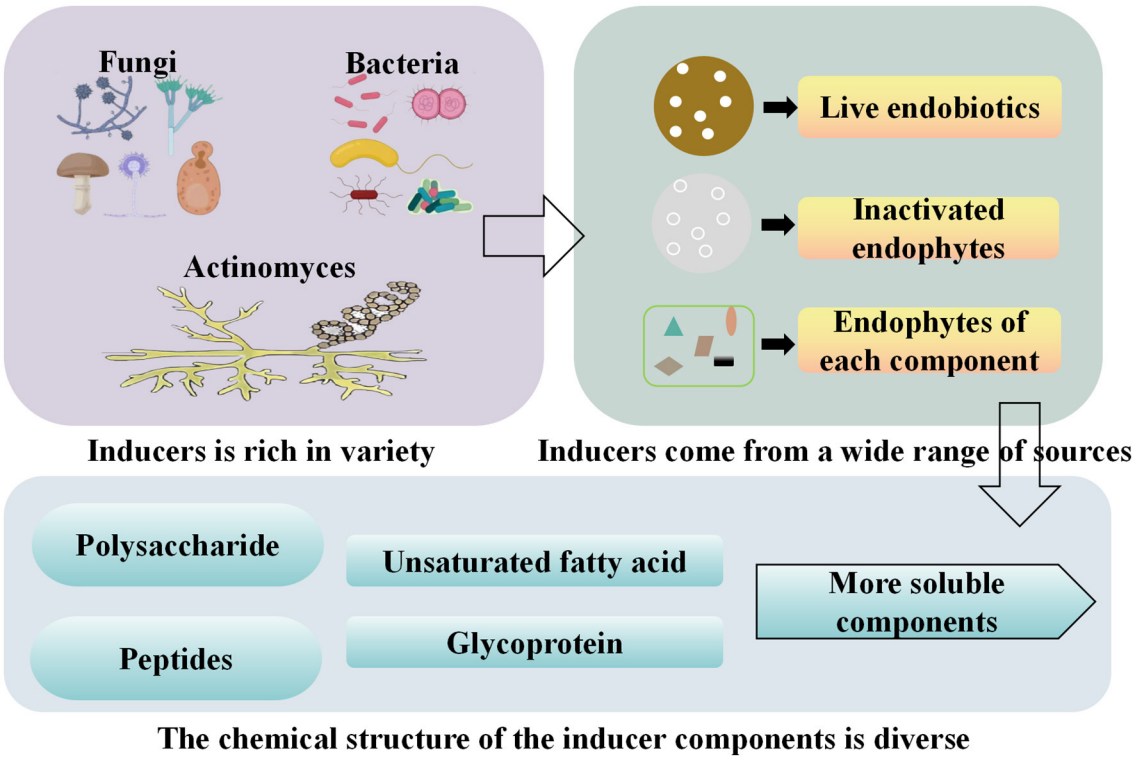 Fungi
Bacteria
Actinomyces
Inducers is rich in variety
Live endobiotics
Inactivated
endophytes
Endophytes of
each component
Inducers come from a wide range of sources
Polysaccharide
Unsaturated fatty acid
Peptides
Glycoprotein
More soluble
components
The chemical structure of the inducer components is diverse